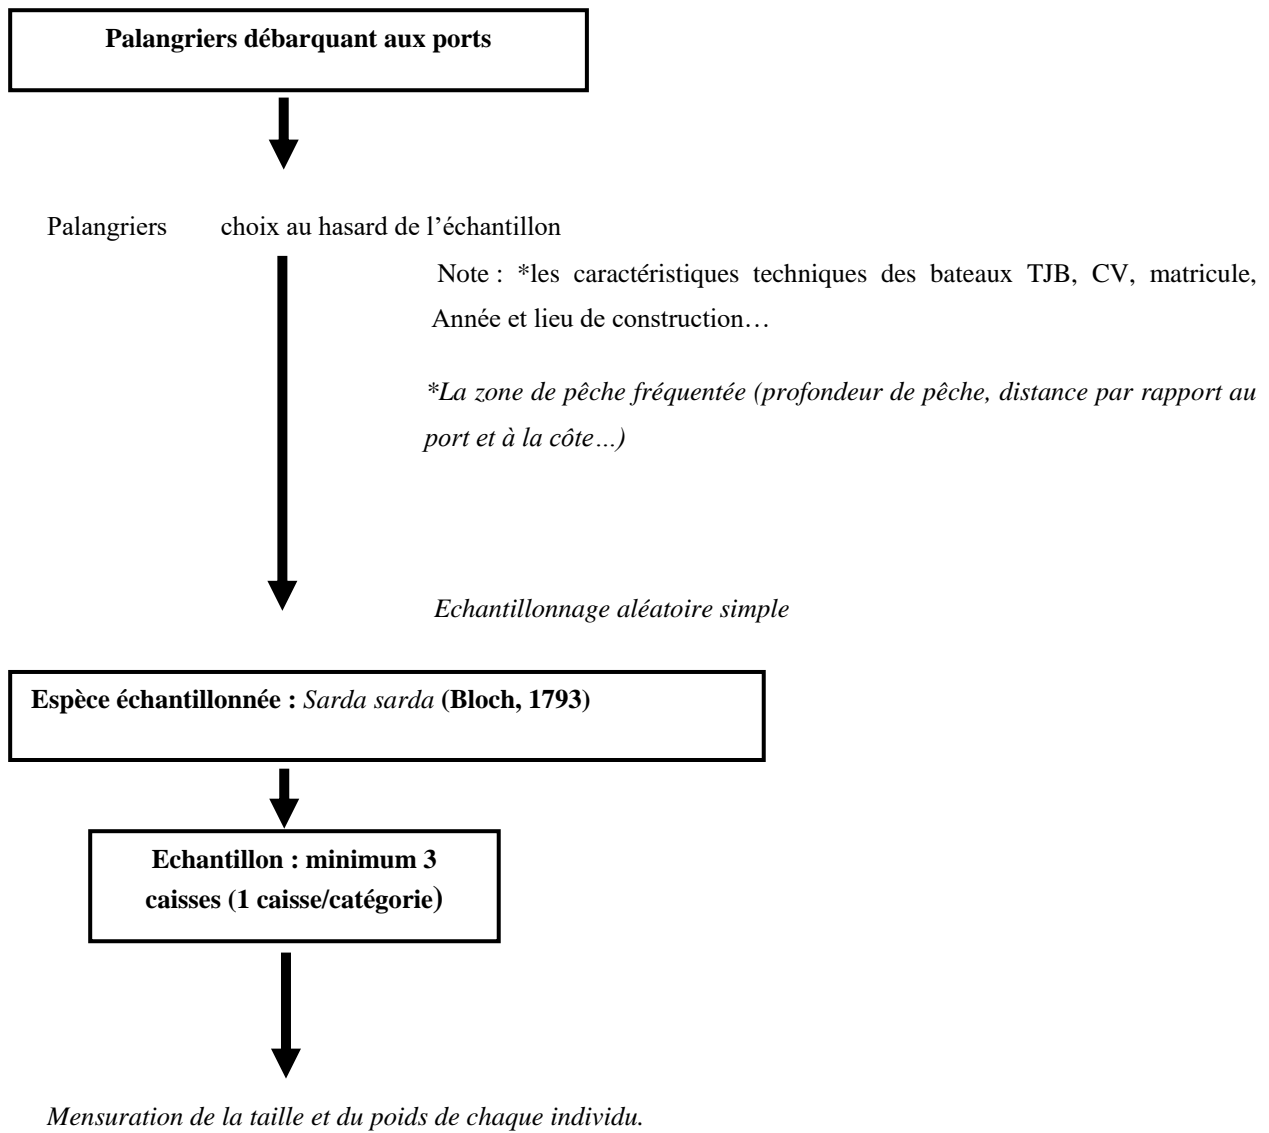 Palangriers débarquant aux ports
Palangriers choix au hasard de l’échantillon
Note : *les caractéristiques techniques des bateaux TJB, CV, matricule,
Année et lieu de construction…
*La zone de pêche fréquentée (profondeur de pêche, distance par rapport au
port et à la côte…)
Echantillonnage aléatoire simple
Espèce échantillonnée : Sarda sarda (Bloch, 1793)
Echantillon : minimum 3
caisses (1 caisse/catégorie)
Mensuration de la taille et du poids de chaque individu.